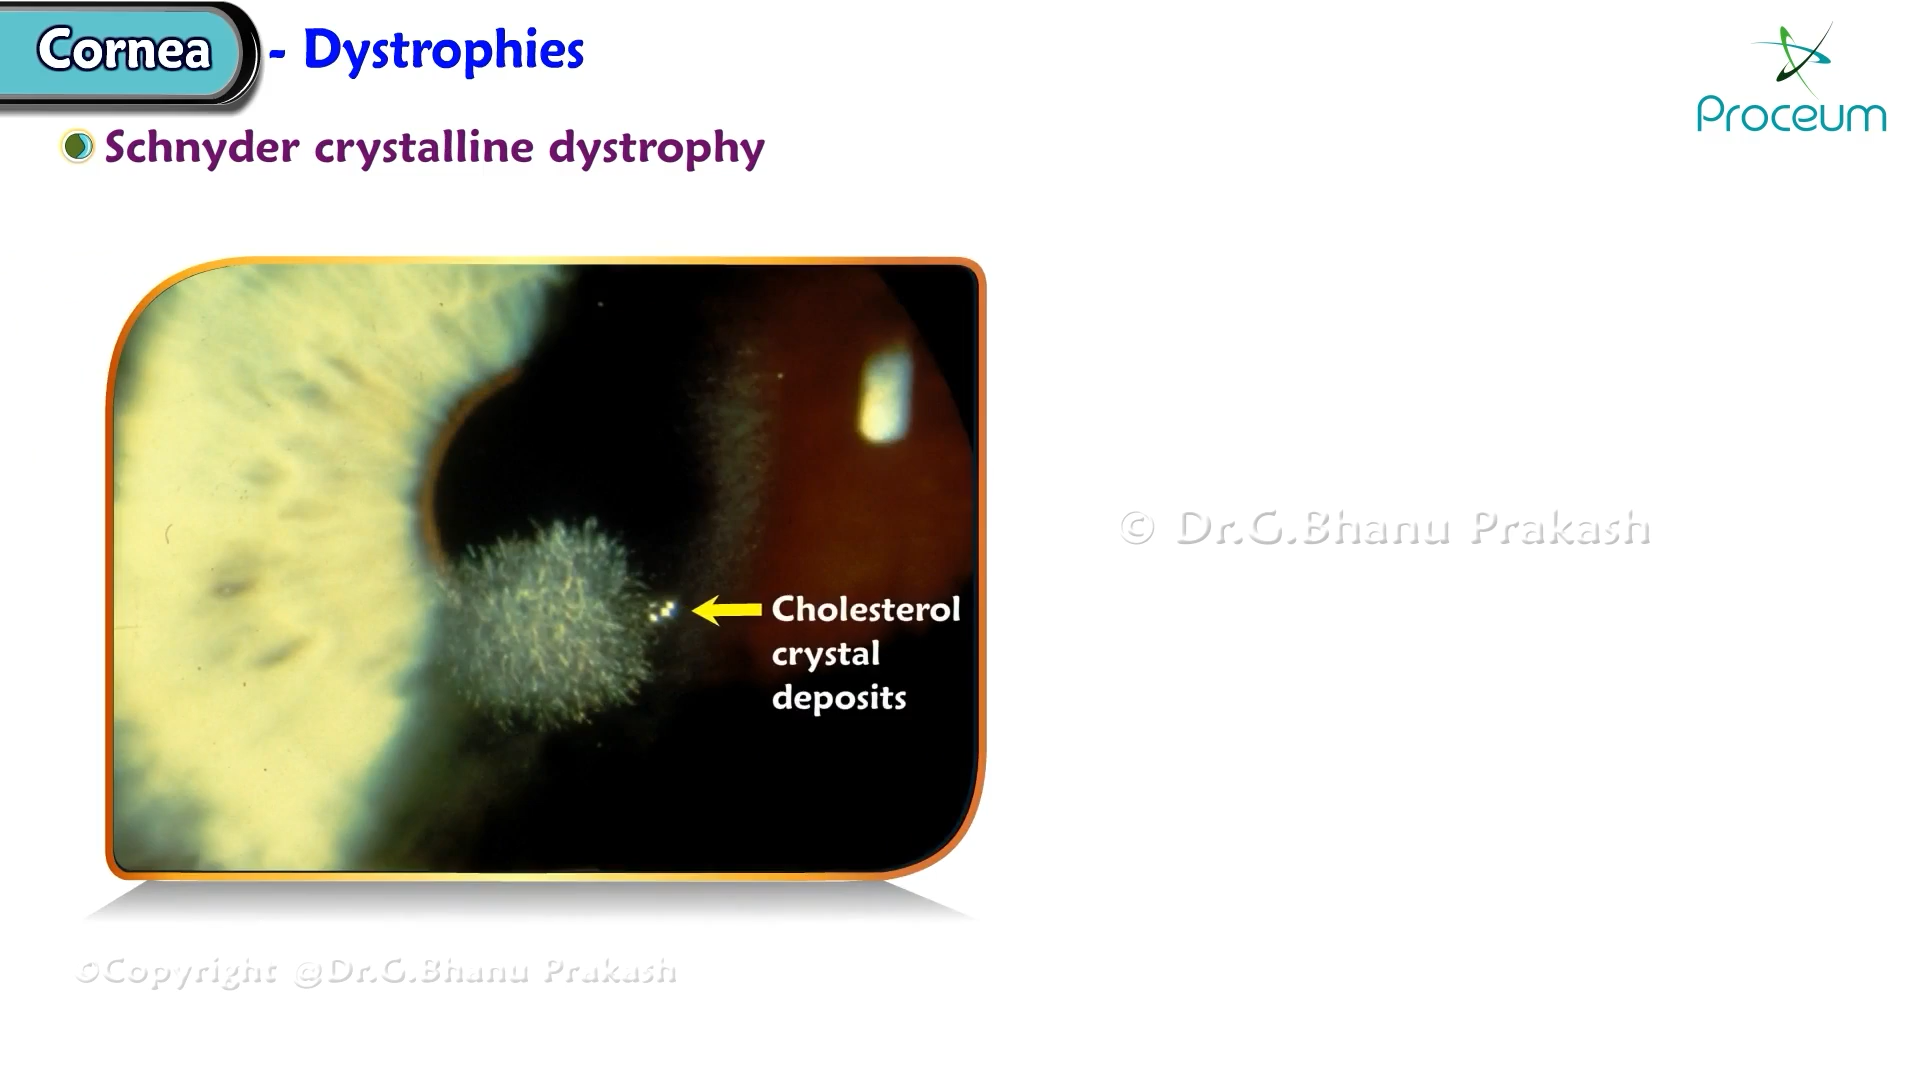 Cornea - Dystrophies
Proceum
Schnyder crystalline dystrophy
© Dr.G.Bhanu Prakash
Cholesterol
crystal
deposits
©Copyright @Dr.G.Bhanu Prakash